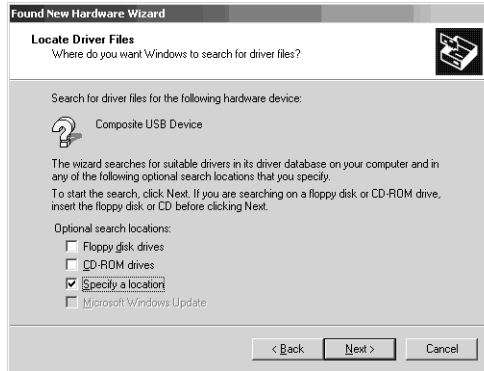 Found New Hardware Wizard
Locate Driver Files
Where do you want Windows to search for driver files?
Search for driver files for the following hardware device:
Composite USB Device
The wizard searches for suitable drivers in its driver database on your computer and in
any of the following optional search locations that you specify.
To start the search, click Next. If you are searching on a floppy disk or CD-ROM drive,
insert the floppy disk or CD before clicking Next.
Optional search locations:
Floppy disk drives
CD-ROM drives
Specify a location
Microsoft Windows Update
< Back Next > Cancel